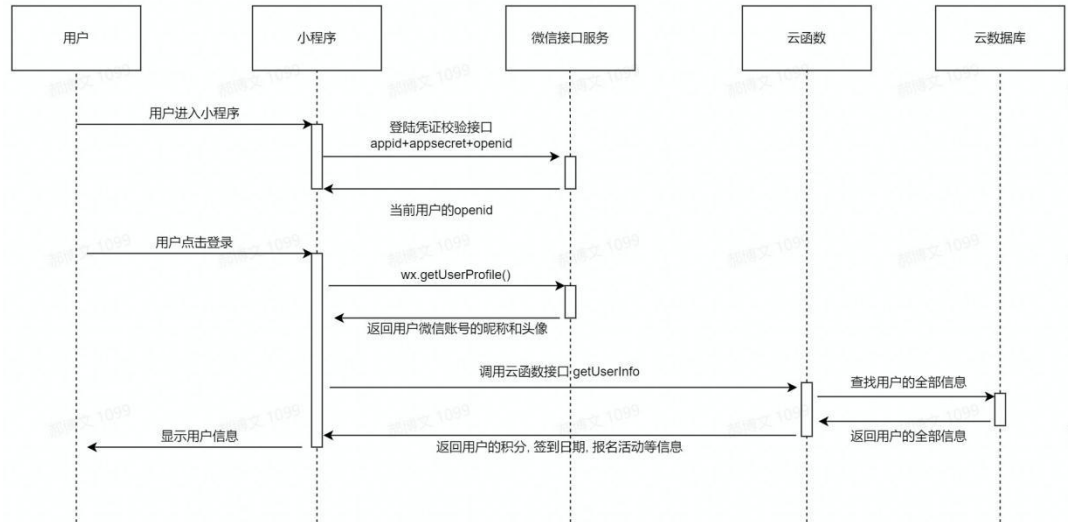 用户
小程序
微信接口服务
云函数
云数据库
用户进入小程序
登陆凭证校验接口
appid+appsecret+openid
当前用户的openid
用户点击登录
wx.getUserProfile()
返回用户微信账号的昵称和头像
调用云函数接口 getUserInfo
查找用户的全部信息
返回用户的全部信息
显示用户信息
返回用户的积分, 签到日期, 报名活动等信息